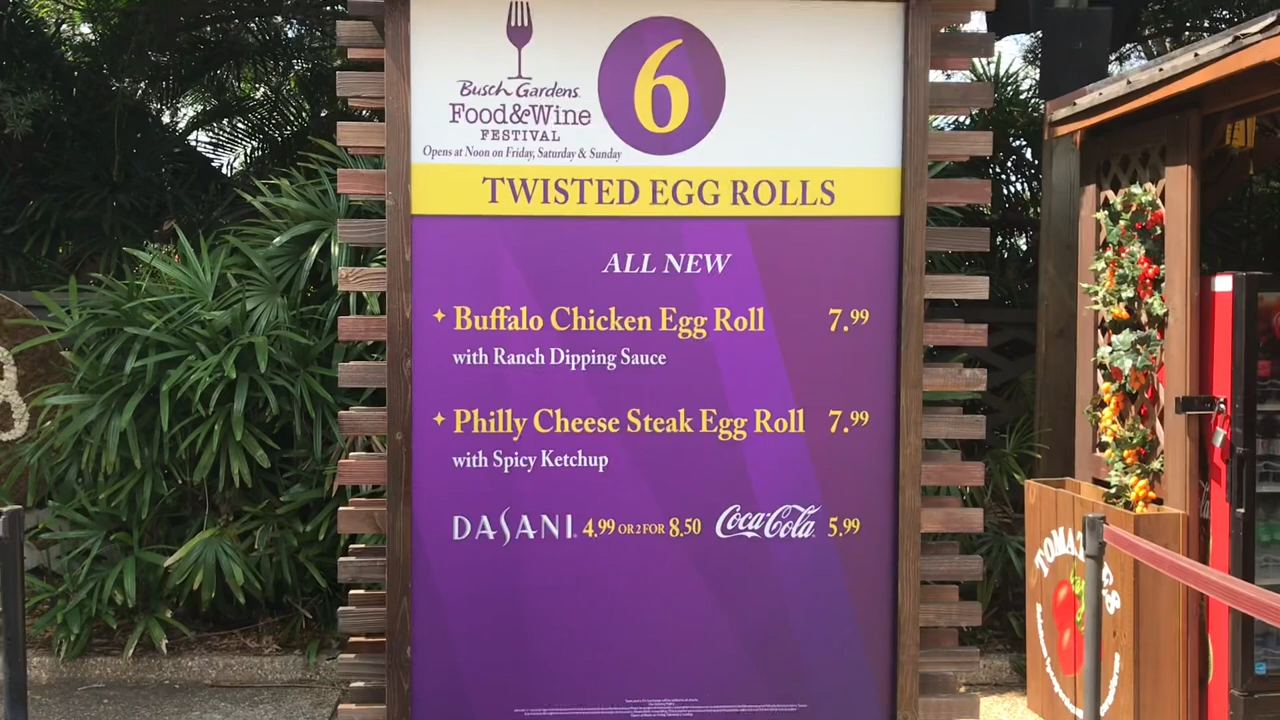 Busch Gardens
Food&Wine
FESTIVAL
Opens at Noon on Friday, Saturday & Sunday
6
TWISTED EGG ROLLS
ALL NEW
Buffalo Chicken Egg Roll 7.99
with Ranch Dipping Sauce
Philly Cheese Steak Egg Roll 7.99
with Spicy Ketchup
DASANI 4.99 OR 2 FOR 8.50 Coca-Cola 5.99